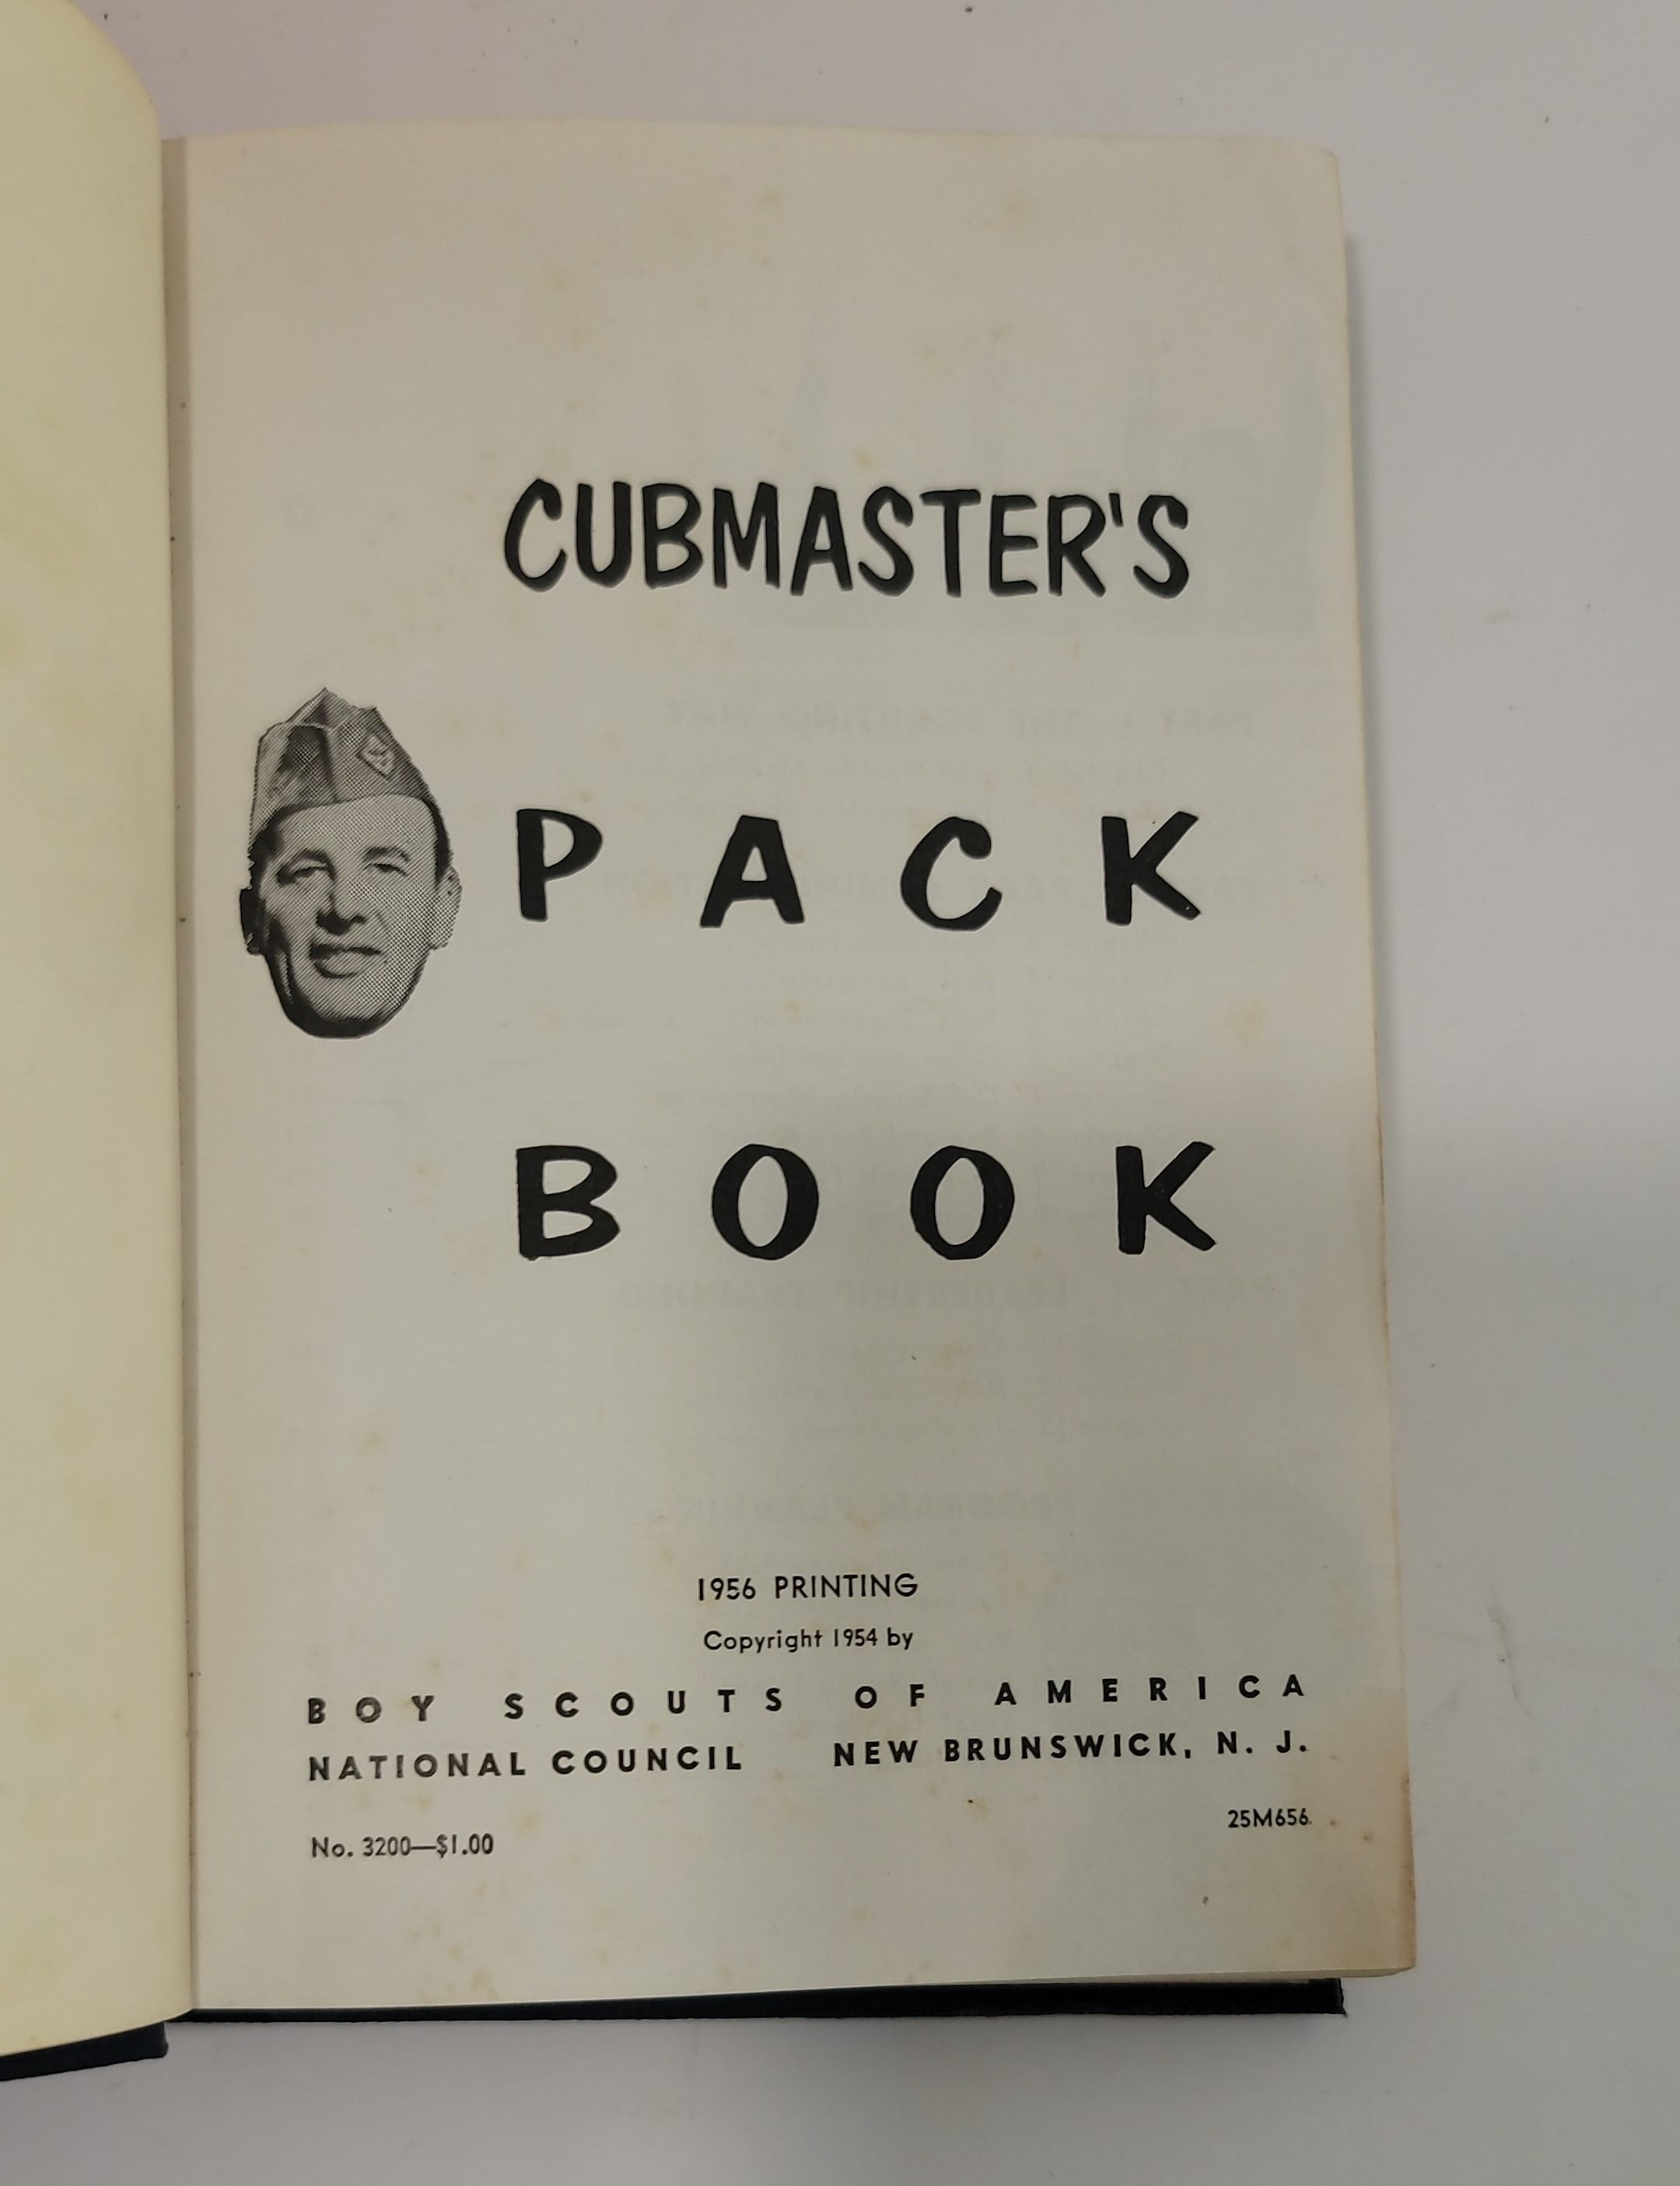 CUBMASTER'S
PACK
BOOK
1956 PRINTING
Copyright 1954 by
BOY SCOUTS OF AMERICA
NATIONAL COUNCIL NEW BRUNSWICK, N. J.
25M656
No. 3200—$1.00